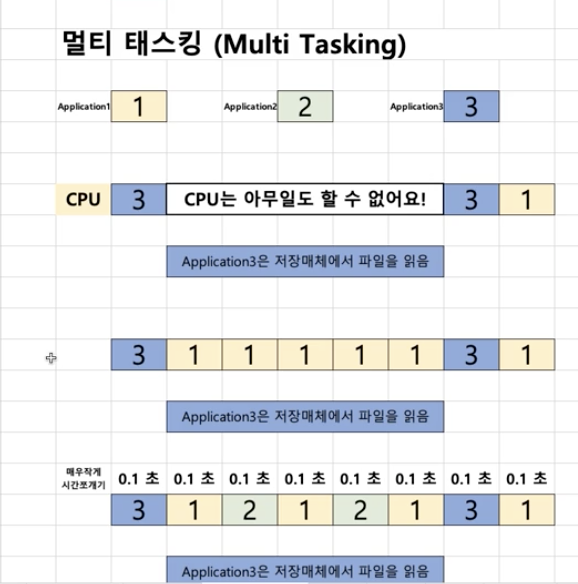 멀티 태스킹 (Multi Tasking)
Application1 1 Application2 2 Application3 3
CPU 3 CPU는 아무일도 할 수 없어요! 3 1
Application3은 저장매체에서 파일을 읽음
3 1 1 1 1 1 3 1
Application3은 저장매체에서 파일을 읽음
매우작게
시간쪼개기
0.1 초 0.1 초 0.1 초 0.1 초 0.1 초 0.1 초 0.1 초 0.1 초
3 1 2 1 2 1 3 1
Application3은 저장매체에서 파일을 읽음